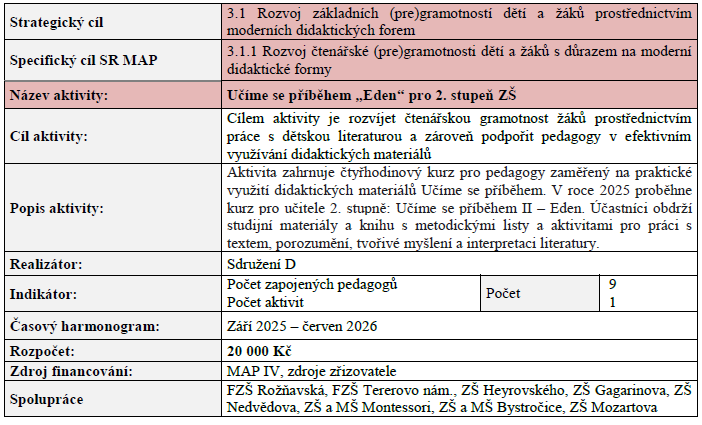 Strategický cíl
3.1 Rozvoj základních (pre)gramotností dětí a žáků prostřednictvím
moderních didaktických forem
Specifický cíl SR MAP
3.1.1 Rozvoj čtenářské (pre)gramotnosti dětí a žáků s důrazem na moderní
didaktické formy
Název aktivity:
Učíme se příběhem „Eden“ pro 2. stupeň ZŠ
Cíl aktivity:
Cílem aktivity je rozvíjet čtenářskou gramotnost žáků prostřednictvím
práce s dětskou literaturou a zároveň podpořit pedagogy v efektivním
využívání didaktických materiálů
Popis aktivity:
Aktivita zahrnuje čtyřhodinový kurz pro pedagogy zaměřený na praktické
využití didaktických materiálů Učíme se příběhem. V roce 2025 proběhne
kurz pro učitele 2. stupně: Učíme se příběhem II – Eden. Účastníci obdrží
studijní materiály a knihu s metodickými listy a aktivitami pro práci s
textem, porozumění, tvořivé myšlení a interpretaci literatury.
Realizátor:
Sdružení D
Indikátor:
Počet zapojených pedagogů
Počet aktivit
Počet
9
1
Časový harmonogram:
Září 2025 – červen 2026
Rozpočet:
20 000 Kč
Zdroj financování:
MAP IV, zdroje zřizovatele
Spolupráce
FZŠ Rožňavská, FZŠ Tererovo nám., ZŠ Heyrovského, ZŠ Gagarinova, ZŠ
Nedvědova, ZŠ a MŠ Montessori, ZŠ a MŠ Bystročice, ZŠ Mozartova